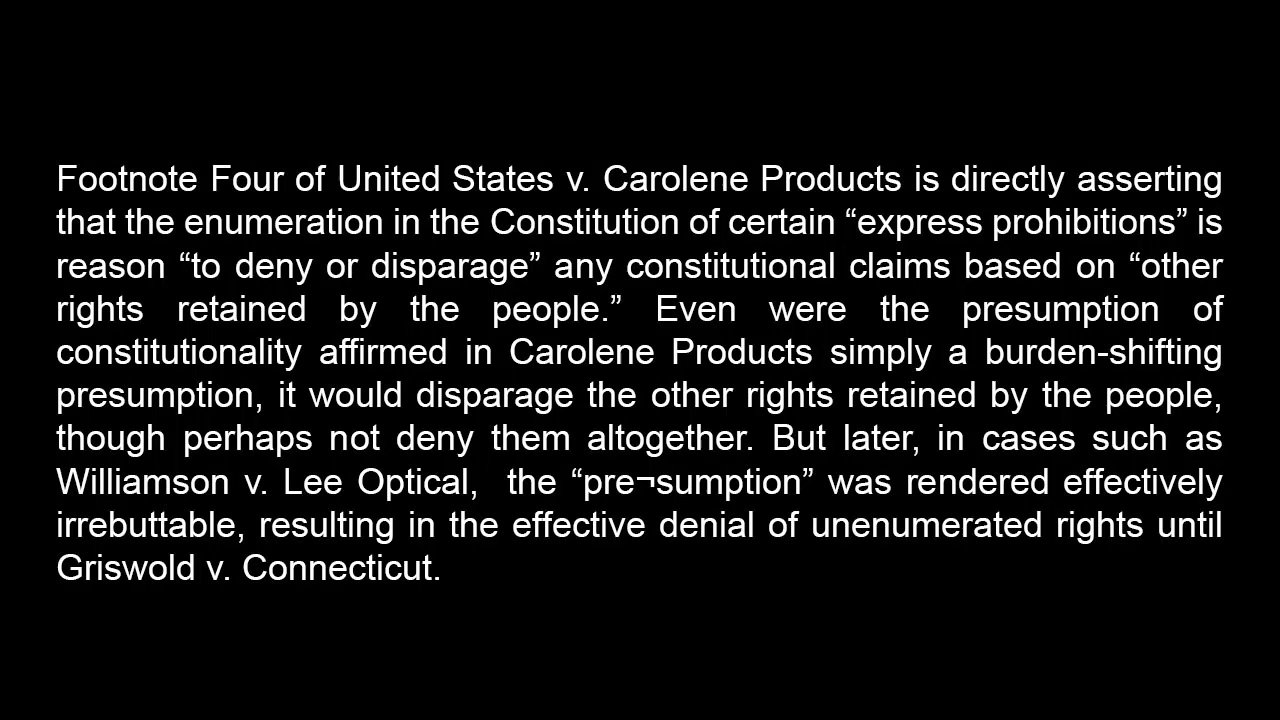 Footnote Four of United States v. Carolene Products is directly asserting
that the enumeration in the Constitution of certain “express prohibitions” is
reason “to deny or disparage” any constitutional claims based on “other
rights retained by the people.” Even were the presumption of
constitutionality affirmed in Carolene Products simply a burden-shifting
presumption, it would disparage the other rights retained by the people,
though perhaps not deny them altogether. But later, in cases such as
Williamson v. Lee Optical,  the “pre¬sumption” was rendered effectively
irrebuttable, resulting in the effective denial of unenumerated rights until
Griswold v. Connecticut.